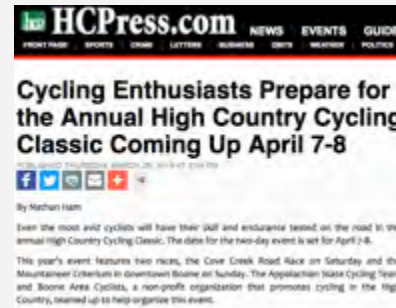 hcp HCPress.com NEWS EVENTS GUIDE
FRONT PAGE SPORTS CRIME LETTERS BUSINESS OBITS WEATHER POLITICS
Cycling Enthusiasts Prepare for
the Annual High Country Cycling
Classic Coming Up April 7-8
PUBLISHED THURSDAY, MARCH
By Nathan Ham
Even the most avid cyclists will have their skill and endurance tested on the road in the
annual High Country Cycling Classic. The date for the two-day event is set for April 7-8.
This year's event features two races, the Cove Creek Road Race on Saturday and the
Mountaineer Criterium in downtown Boone on Sunday. The Appalachian State Cycling Team
and Boone Area Cyclists, a non-profit organization that promotes cycling in the High
Country, teamed up to help organize this event.